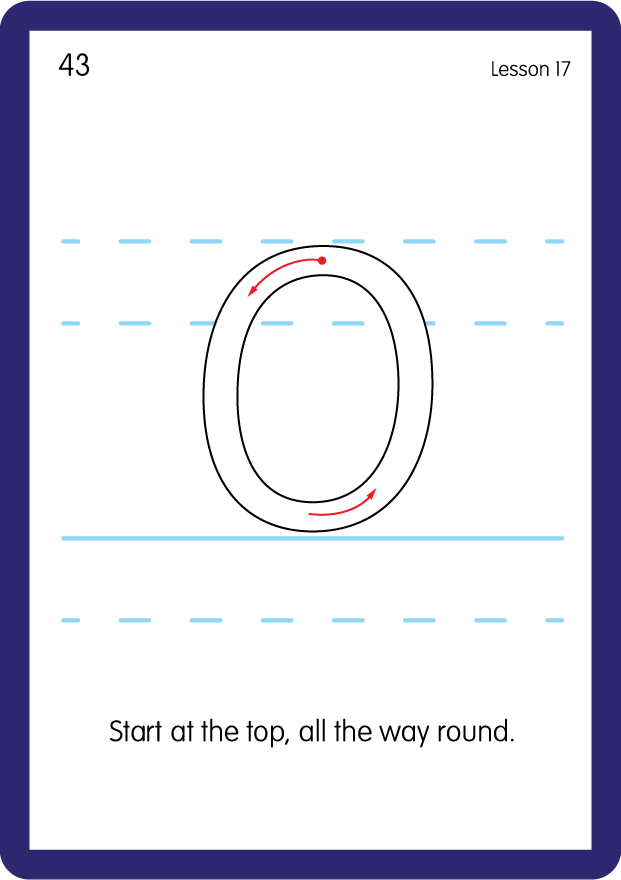 43
Lesson 17
O
Start at the top, all the way round.